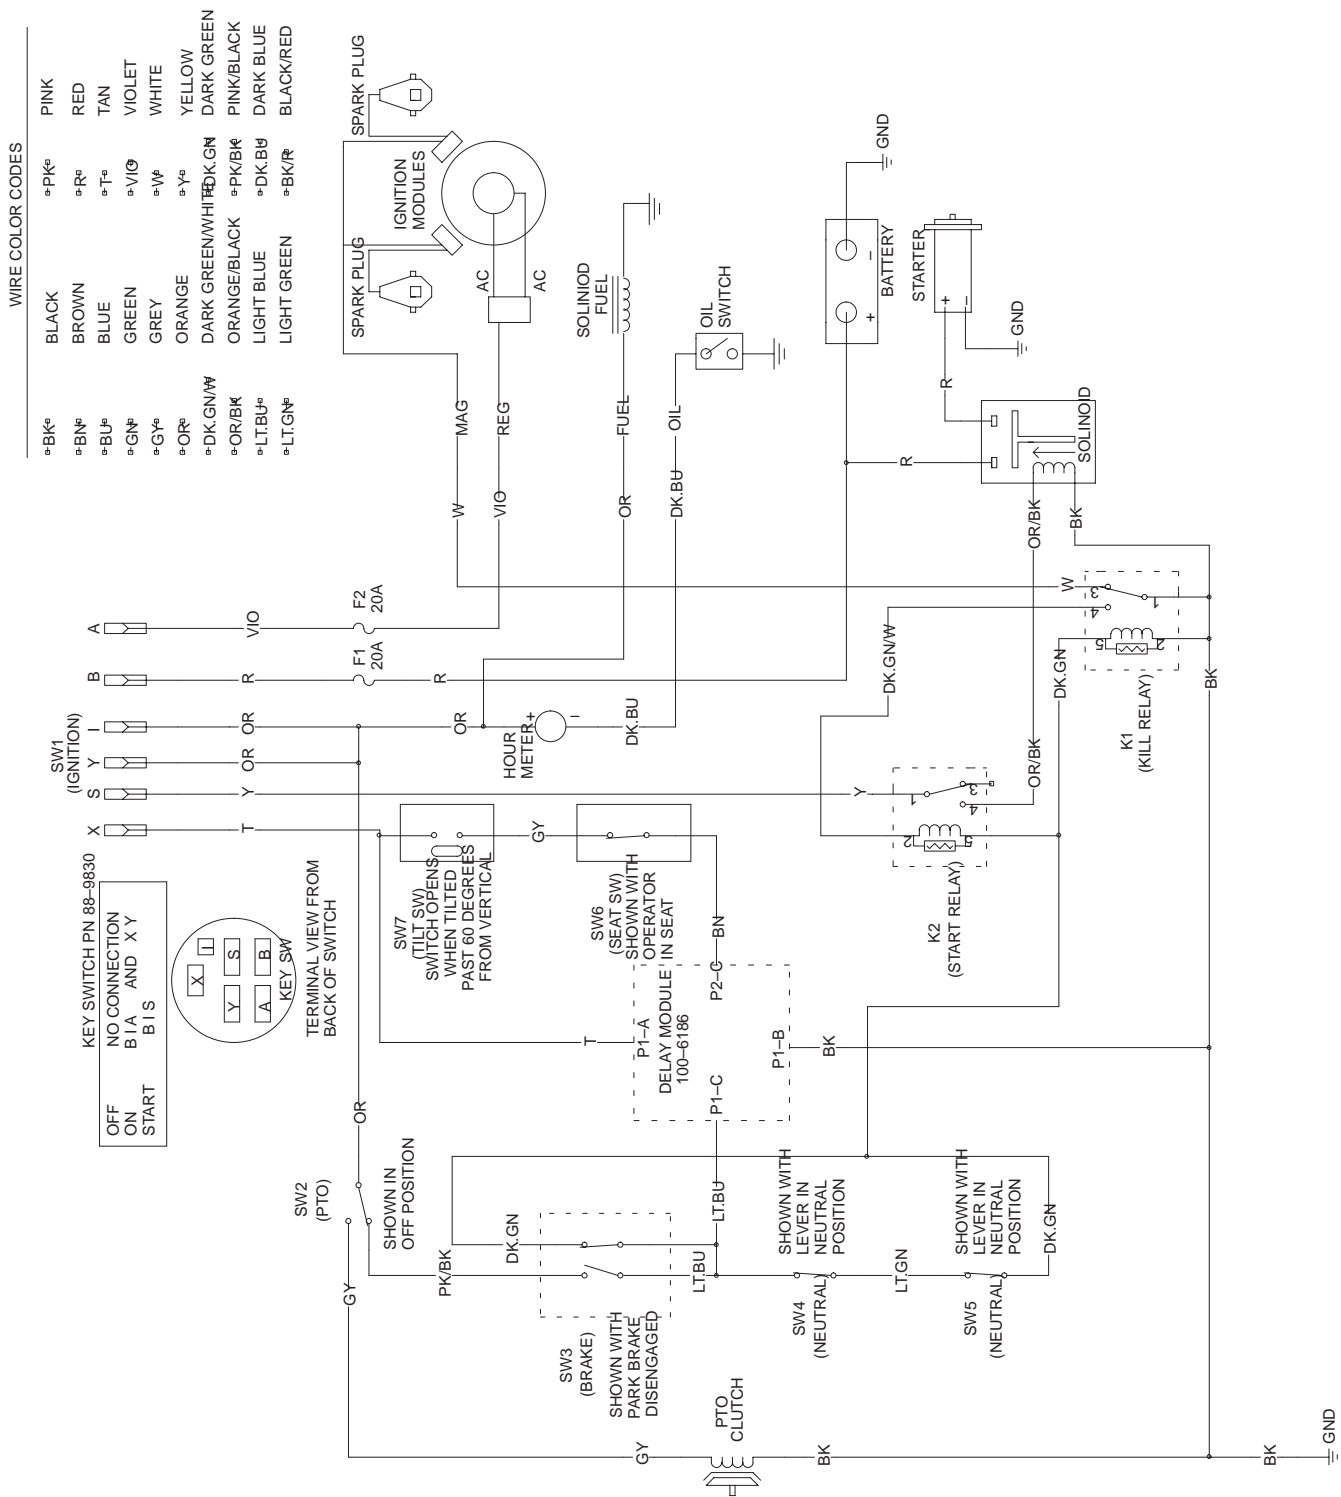 WIRE COLOR CODES
BK BLACK PK PINK
BN BROWN R RED
BU BLUE T TAN
GN GREEN VIO VIOLET
GY GREY W WHITE
OR ORANGE Y YELLOW
DK.GN/W DARK GREEN/WHITE DK.GN DARK GREEN
OR/BK ORANGE/BLACK PK/BK PINK/BLACK
LT.BU LIGHT BLUE DK.BU DARK BLUE
LT.GN LIGHT GREEN BK/R BLACK/RED
KEY SWITCH PN 88–9830
OFF NO CONNECTION
ON B I A AND X Y
START B I S
X
I
Y
S
A
B
KEY SW
TERMINAL VIEW FROM
BACK OF SWITCH
SW1
(IGNITION)
X
S
Y
I
B
A
T
Y
OR
OR
R
VIO
F1
20A
F2
20A
R
OR
VIO
W
REG
MAG
SPARK PLUG
SPARK PLUG
IGNITION
MODULES
AC
AC
HOUR
METER
+
–
DK.BU
OR
FUEL
SOLINIOD
FUEL
DK.BU
OIL
OIL
SWITCH
SW2
(PTO)
SHOWN IN
OFF POSITION
OR
GY
PK/BK
DK.GN
SW7
(TILT SW)
SWITCH OPENS
WHEN TILTED
PAST 60 DEGREES
FROM VERTICAL
GY
SW6
(SEAT SW)
SHOWN WITH
OPERATOR
IN SEAT
BN
T
P1–A
P2–C
DELAY MODULE
100–6186
P1–C
P1–B
BK
SW3
(BRAKE)
SHOWN WITH
PARK BRAKE
DISENGAGED
LT.BU
LT.BU
SHOWN WITH
LEVER IN
NEUTRAL
POSITION
SW4
(NEUTRAL)
LT.GN
SHOWN WITH
LEVER IN
NEUTRAL
POSITION
SW5
(NEUTRAL)
DK.GN
GY
PTO
CLUTCH
BK
BK
GND
Y
1
3
4
2
5
K2
(START RELAY)
DK.GN/W
OR/BK
DK.GN
W
3
4
1
5
2
K1
(KILL RELAY)
BK
OR/BK
BK
R
R
SOLINOID
+
–
BATTERY
GND
STARTER
+
–
GND